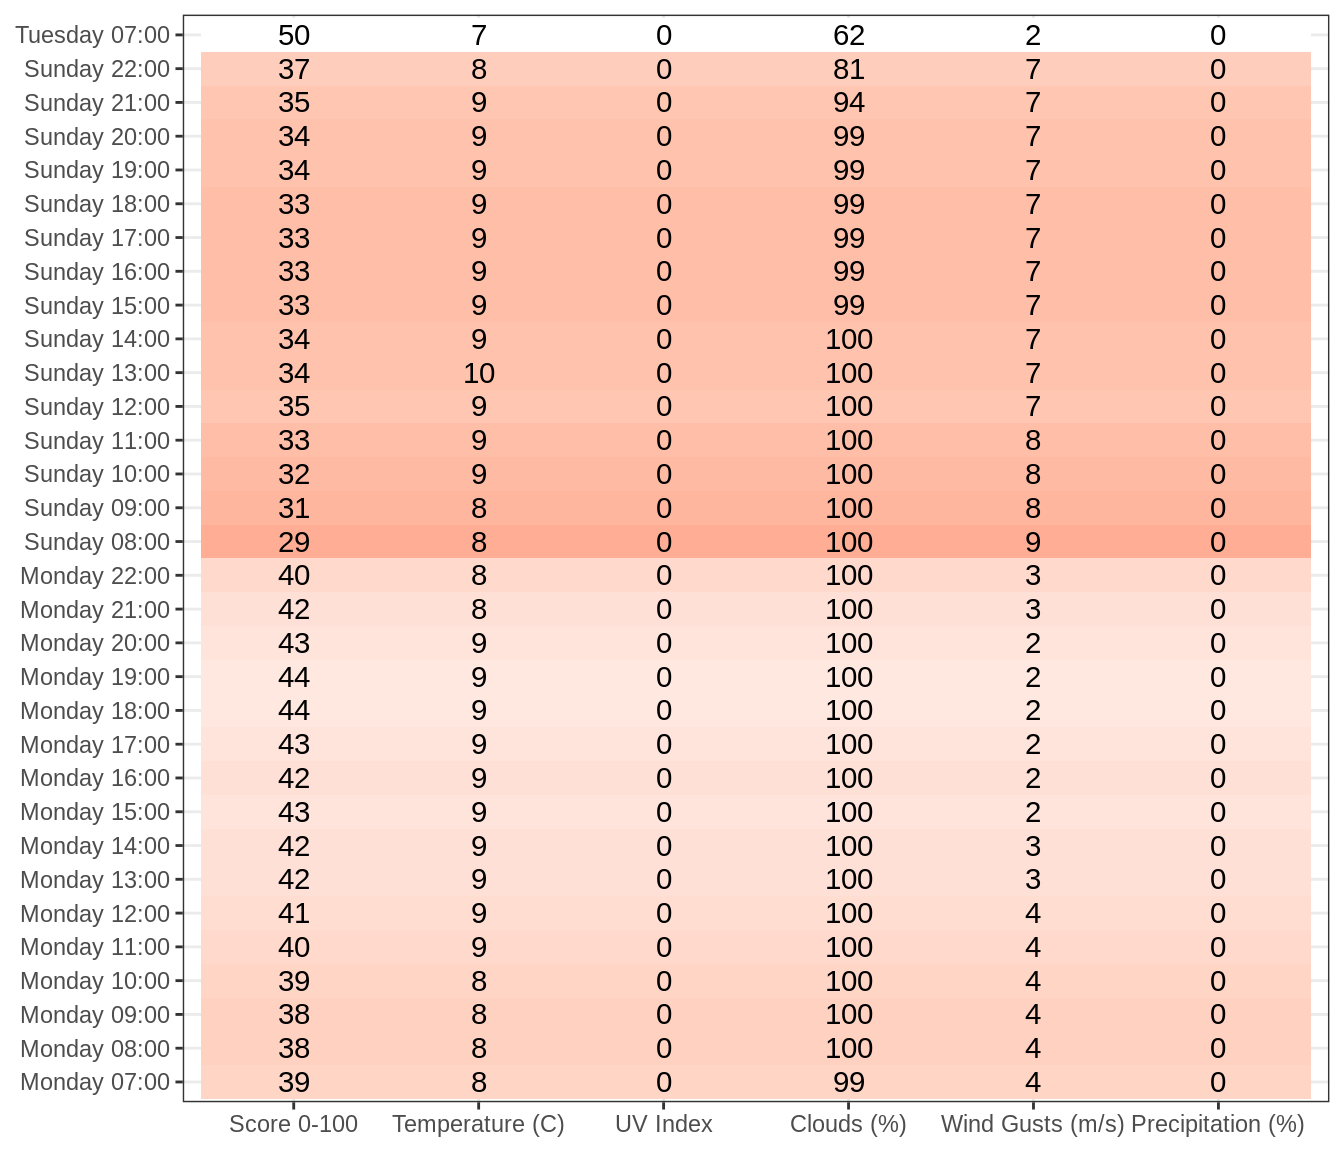 Tuesday 07:00 50 7 0 62 2 0
Sunday 22:00 37 8 0 81 7 0
Sunday 21:00 35 9 0 94 7 0
Sunday 20:00 34 9 0 99 7 0
Sunday 19:00 34 9 0 99 7 0
Sunday 18:00 33 9 0 99 7 0
Sunday 17:00 33 9 0 99 7 0
Sunday 16:00 33 9 0 99 7 0
Sunday 15:00 33 9 0 99 7 0
Sunday 14:00 34 9 0 100 7 0
Sunday 13:00 34 10 0 100 7 0
Sunday 12:00 35 9 0 100 7 0
Sunday 11:00 33 9 0 100 8 0
Sunday 10:00 32 9 0 100 8 0
Sunday 09:00 31 8 0 100 8 0
Sunday 08:00 29 8 0 100 9 0
Monday 22:00 40 8 0 100 3 0
Monday 21:00 42 8 0 100 3 0
Monday 20:00 43 9 0 100 2 0
Monday 19:00 44 9 0 100 2 0
Monday 18:00 44 9 0 100 2 0
Monday 17:00 43 9 0 100 2 0
Monday 16:00 42 9 0 100 2 0
Monday 15:00 43 9 0 100 2 0
Monday 14:00 42 9 0 100 3 0
Monday 13:00 42 9 0 100 3 0
Monday 12:00 41 9 0 100 4 0
Monday 11:00 40 9 0 100 4 0
Monday 10:00 39 8 0 100 4 0
Monday 09:00 38 8 0 100 4 0
Monday 08:00 38 8 0 100 4 0
Monday 07:00 39 8 0 99 4 0
Score 0-100 Temperature (C) UV Index Clouds (%) Wind Gusts (m/s) Precipitation (%)